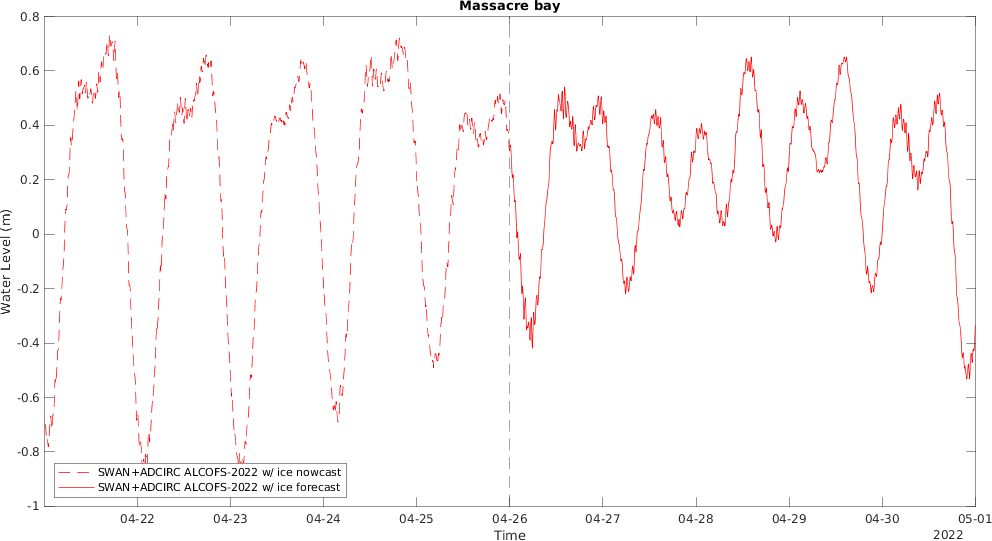 Massacre bay
0.8
0.6
0.4
0.2
0
-0.2
-0.4
-0.6
-0.8
-1
Water Level (m)
SWAN+ADCIRC ALCOFS-2022 w/ ice nowcast
SWAN+ADCIRC ALCOFS-2022 w/ ice forecast
04-22 04-23 04-24 04-25 04-26 04-27 04-28 04-29 04-30 05-01
Time
2022